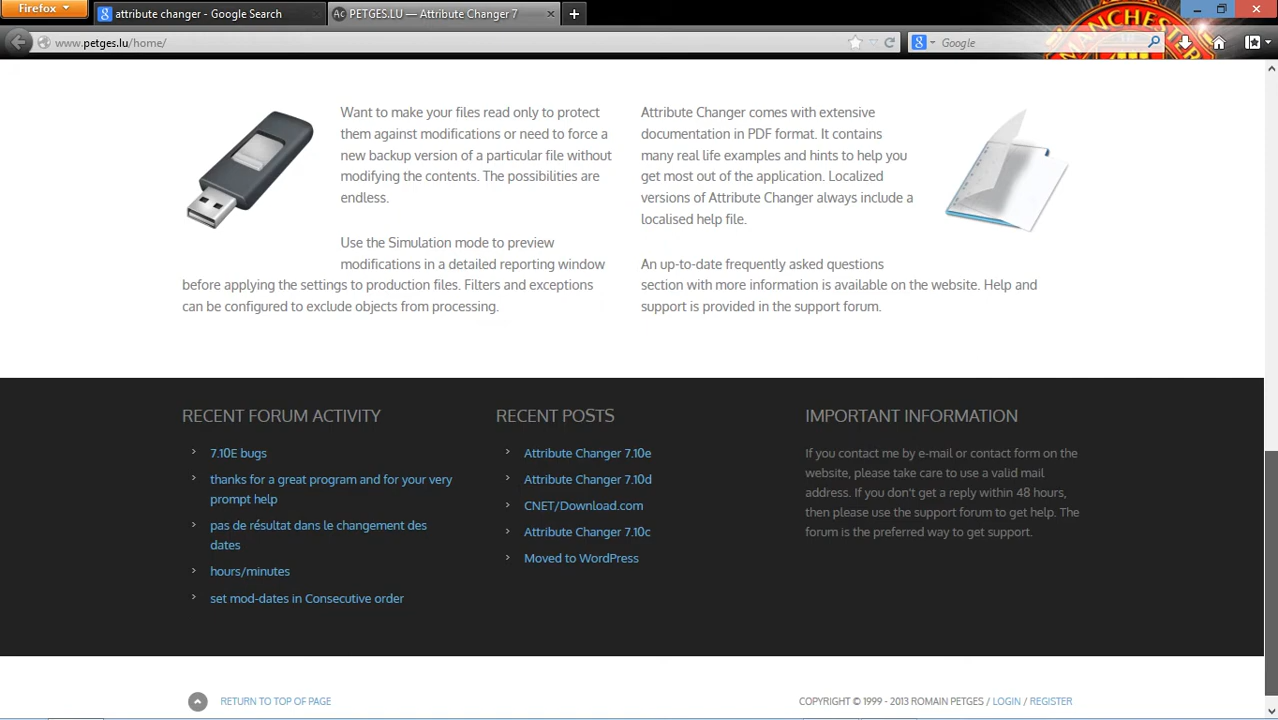 Firefox
attribute changer - Google Search
Ac PETGES.LU — Attribute Changer 7
www.petges.lu/home/
Google
MANCHESTER
Want to make your files read only to protect
them against modifications or need to force a
new backup version of a particular file without
modifying the contents. The possibilities are
endless.
Use the Simulation mode to preview
modifications in a detailed reporting window
before applying the settings to production files. Filters and exceptions
can be configured to exclude objects from processing.
Attribute Changer comes with extensive
documentation in PDF format. It contains
many real life examples and hints to help you
get most out of the application. Localized
versions of Attribute Changer always include a
localised help file.
An up-to-date frequently asked questions
section with more information is available on the website. Help and
support is provided in the support forum.
RECENT FORUM ACTIVITY
7.10E bugs
thanks for a great program and for your very
prompt help
pas de résultat dans le changement des
dates
hours/minutes
set mod-dates in Consecutive order
RECENT POSTS
Attribute Changer 7.10e
Attribute Changer 7.10d
CNET/Download.com
Attribute Changer 7.10c
Moved to WordPress
IMPORTANT INFORMATION
If you contact me by e-mail or contact form on the
website, please take care to use a valid mail
address. If you don't get a reply within 48 hours,
then please use the support forum to get help. The
forum is the preferred way to get support.
RETURN TO TOP OF PAGE
COPYRIGHT © 1999 - 2013 ROMAIN PETGES / LOGIN / REGISTER